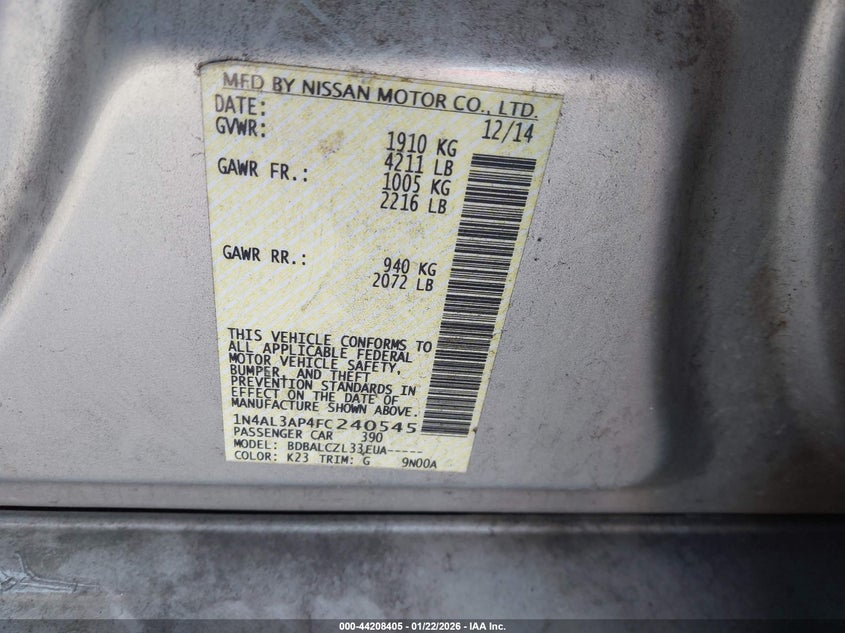 MFD BY NISSAN MOTOR CO., LTD.
DATE: 12/14
GVWR: 1910 KG
4211 LB
GAWR FR.: 1005 KG
2216 LB
GAWR RR.: 940 KG
2072 LB
THIS VEHICLE CONFORMS TO
ALL APPLICABLE FEDERAL
MOTOR VEHICLE SAFETY,
BUMPER, AND THEFT
PREVENTION STANDARDS IN
EFFECT ON THE DATE OF
MANUFACTURE SHOWN ABOVE.
1N4AL3AP4FC240545
PASSENGER CAR 390
MODEL: BDBALCZL33EUA-----
COLOR: K23 TRIM: G 9N00A
000-44208405 - 01/22/2026 - IAA Inc.